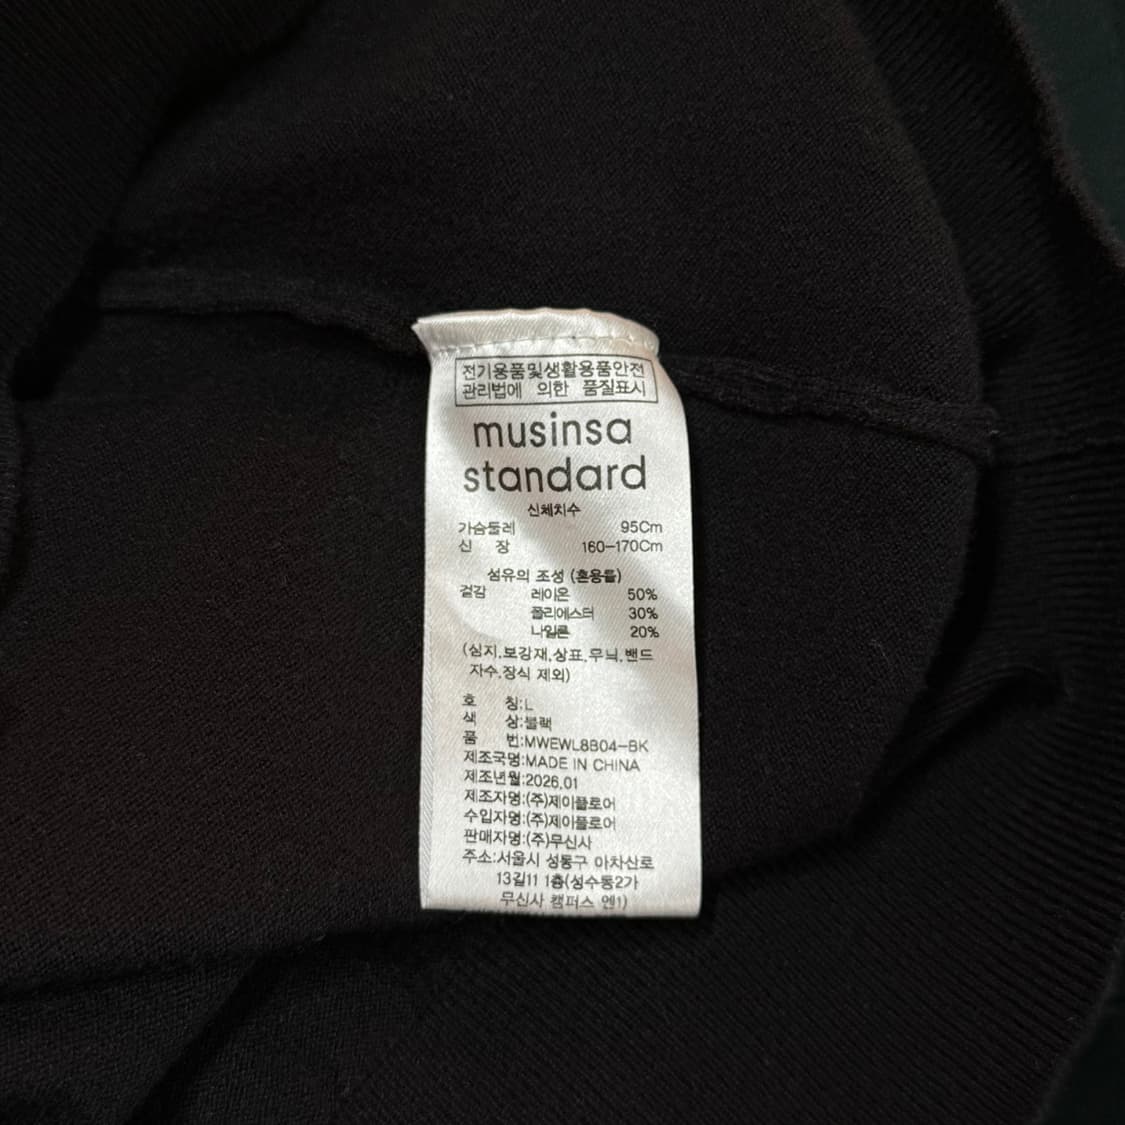 전기용품및생활용품안전
관리법에 의한 품질표시
musinsa
standard
신체치수
가슴둘레 95Cm
신 장 160-170Cm
섬유의 조성 (혼용률)
겉감 레이온 50%
폴리에스터 30%
나일론 20%
(심지,보강재,상표,무늬,밴드
자수,장식 제외)
호 칭:L
색 상:블랙
품 번:MWEWL8B04-BK
제조국명:MADE IN CHINA
제조년월:2026.01
제조자명:(주)제이플로어
수입자명:(주)제이플로어
판매자명:(주)무신사
주소:서울시 성동구 아차산로
13길11 1층(성수동2가
무신사 캠퍼스 엔1)